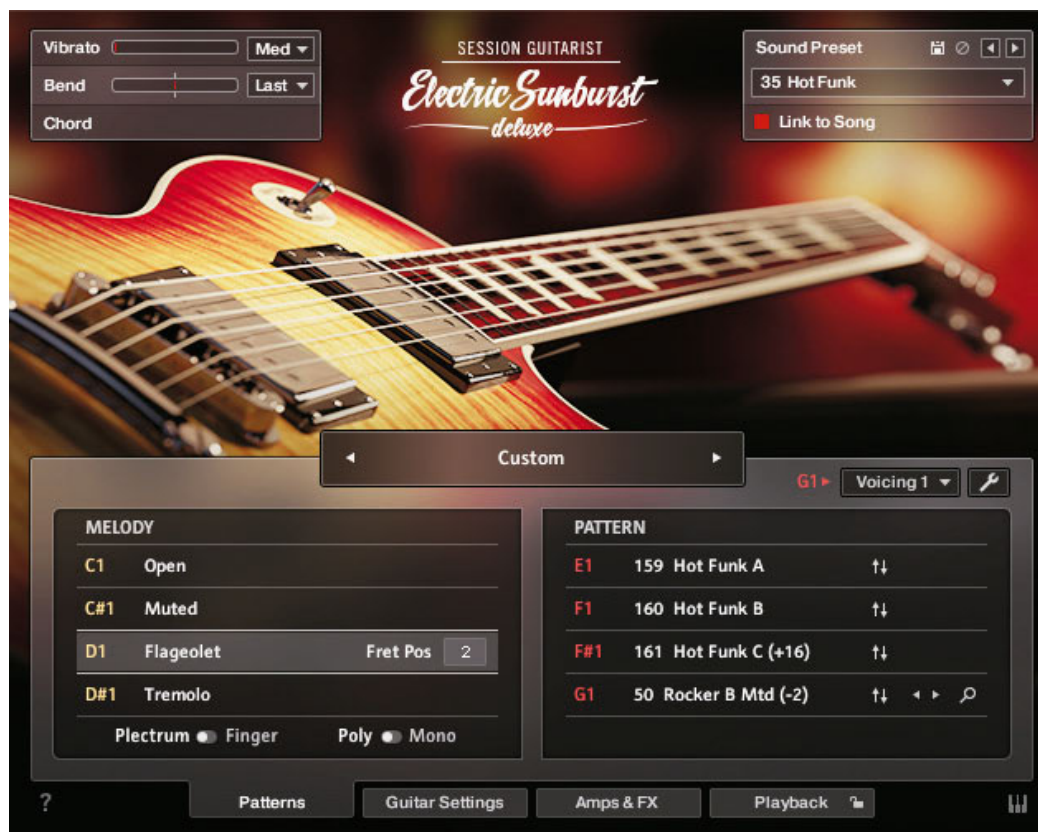 Vibrato Med
Bend Last
Chord
SESSION GUITARIST
Electric Sunburst
deluxe
Sound Preset
35 Hot Funk
Link to Song
Custom
G1 Voicing 1
MELODY
C1 Open
C#1 Muted
D1 Flageolet Fret Pos 2
D#1 Tremolo
Plectrum Finger Poly Mono
PATTERN
E1 159 Hot Funk A
F1 160 Hot Funk B
F#1 161 Hot Funk C (+16)
G1 50 Rocker B Mtd (-2)
? Patterns Guitar Settings Amps & FX Playback